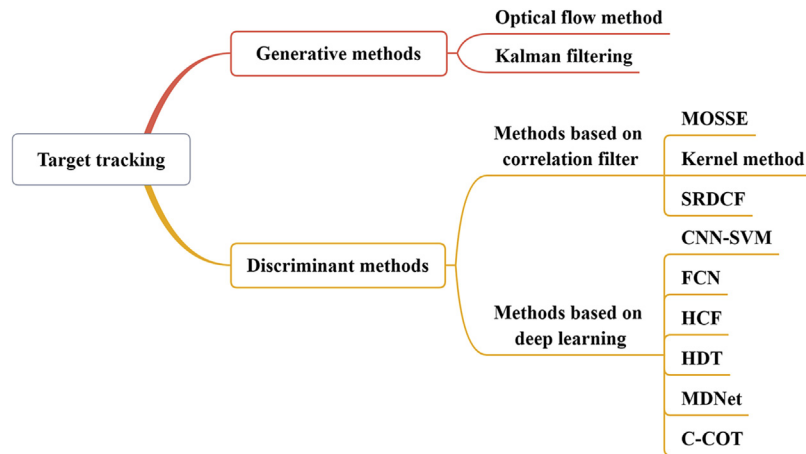 Target tracking
Generative methods
Optical flow method
Kalman filtering
Discriminant methods
Methods based on
correlation filter
MOSSE
Kernel method
SRDCF
Methods based on
deep learning
CNN-SVM
FCN
HCF
HDT
MDNet
C-COT